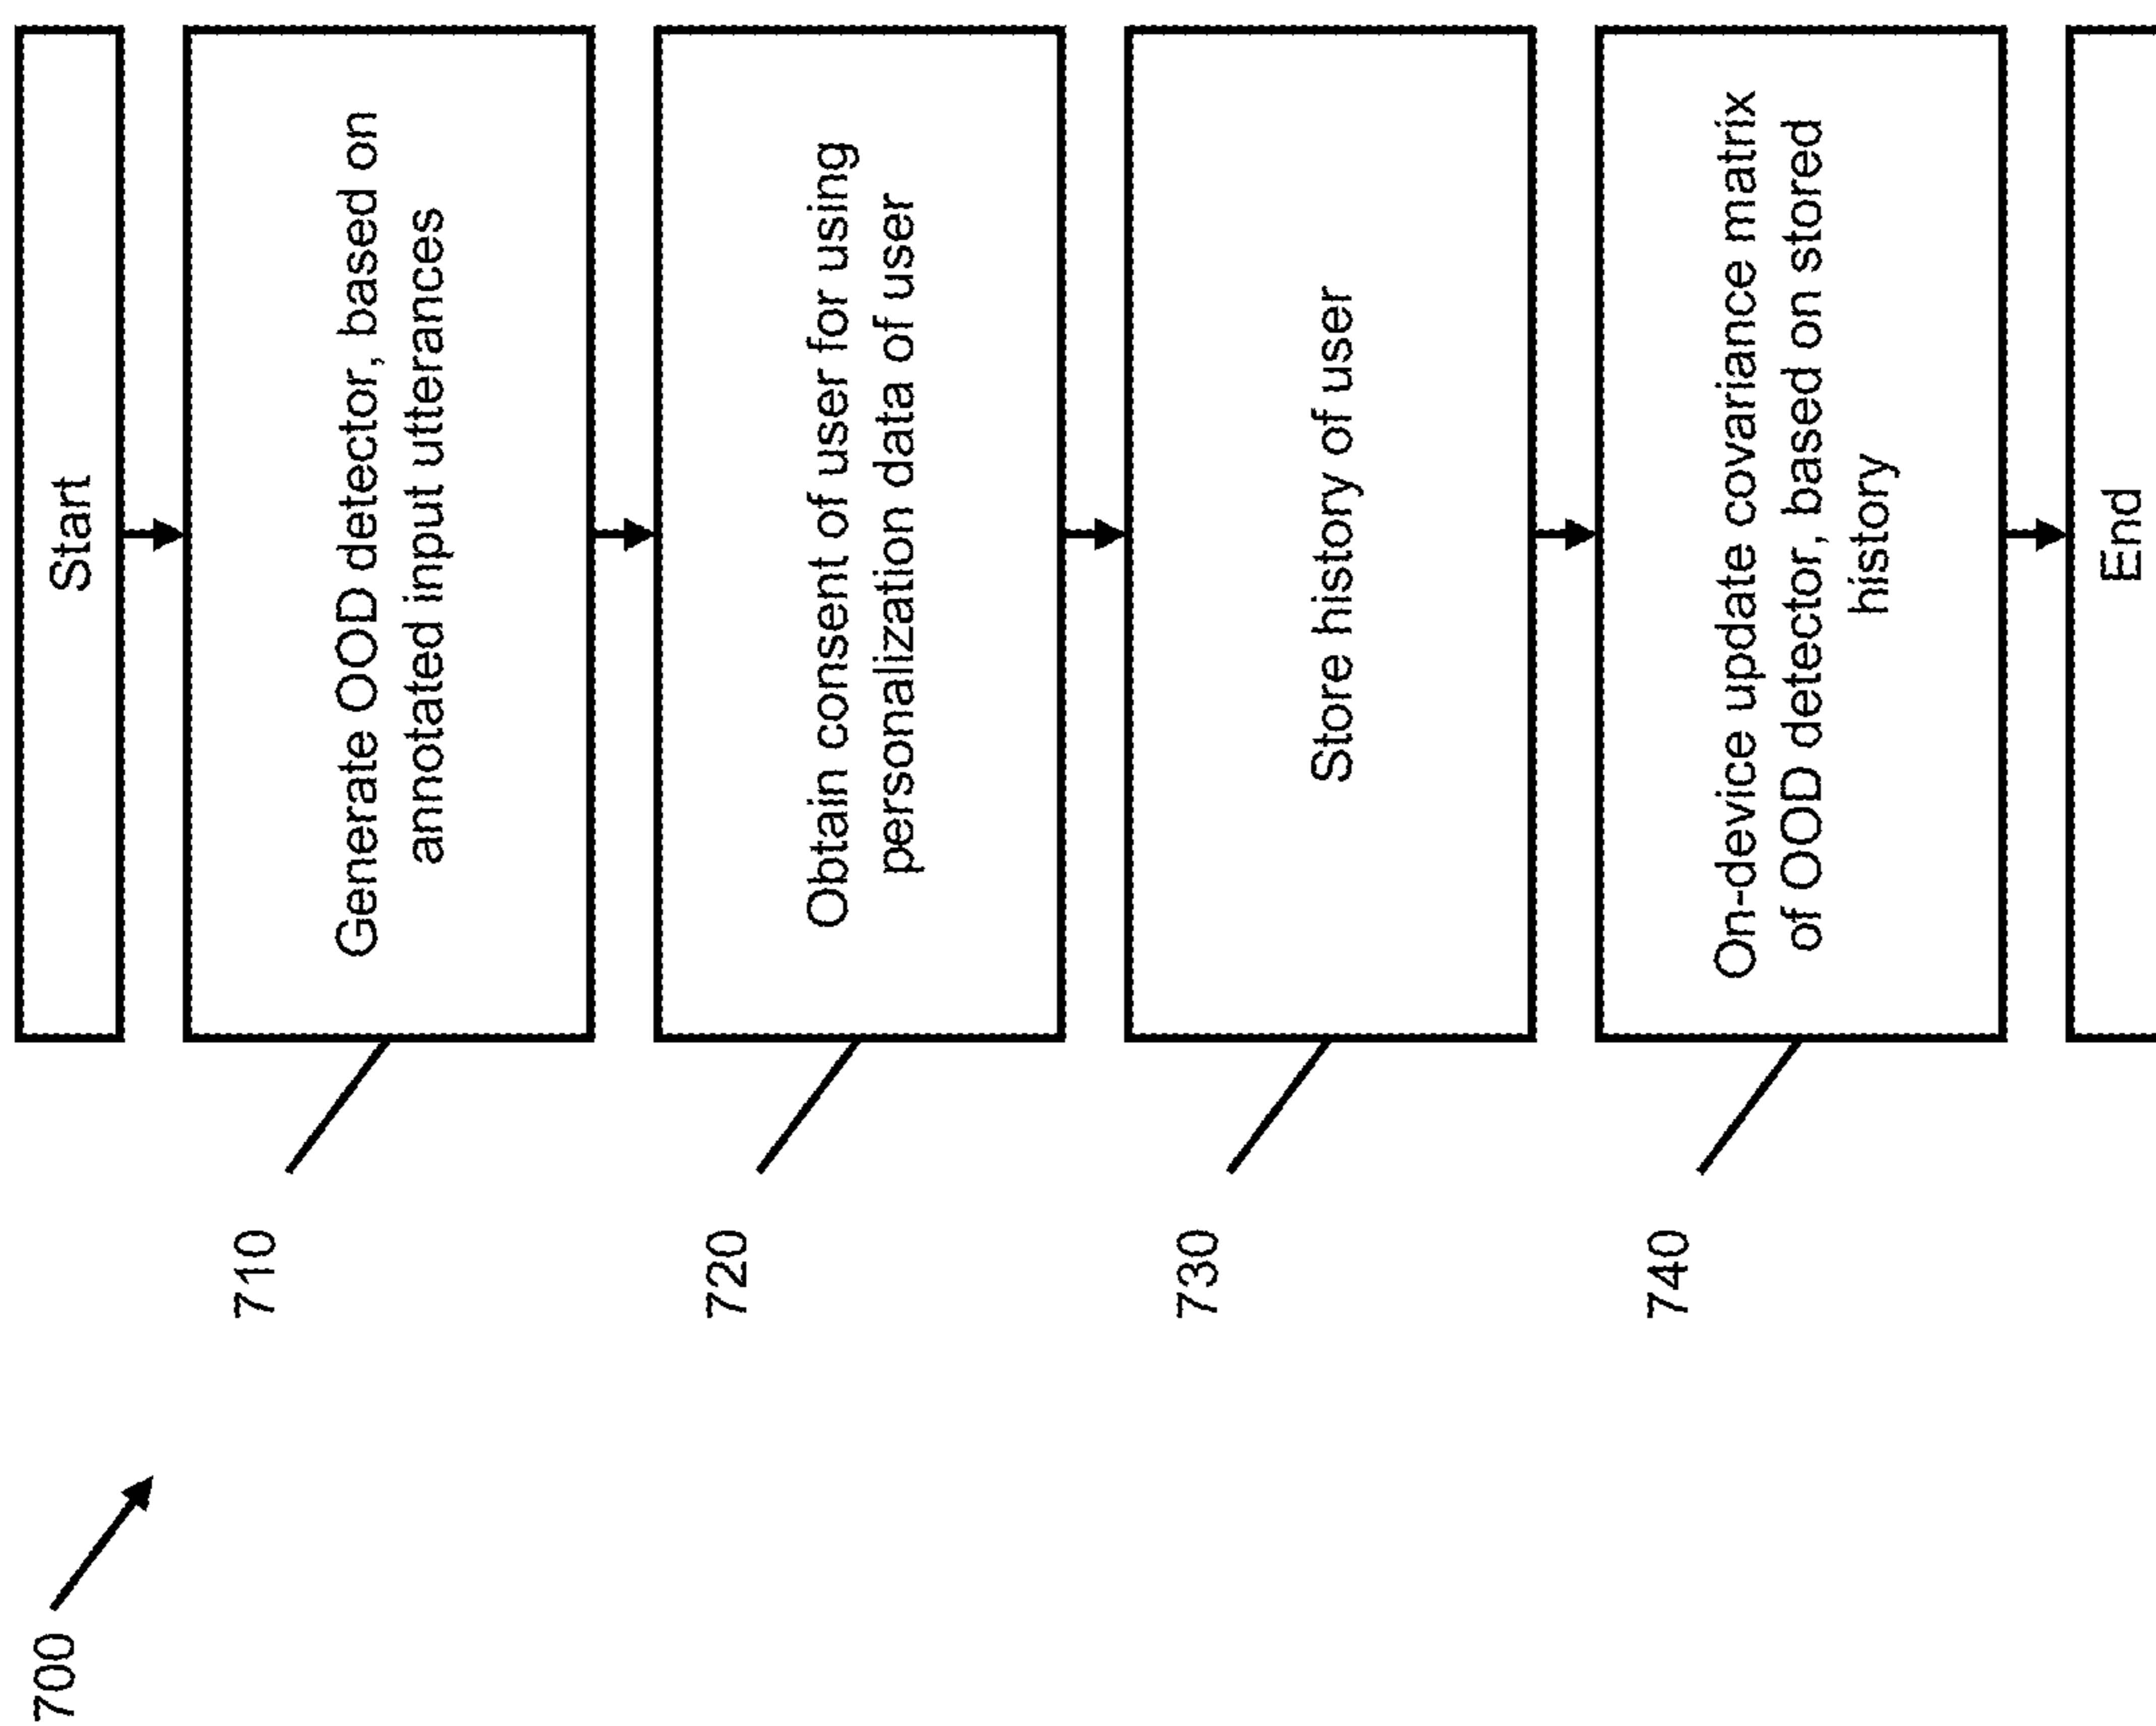 700
Start
710
Generate OOD detector, based on
annotated input utterances
720
Obtain consent of user for using
personalization data of user
730
Store history of user
740
On-device update covariance matrix
of OOD detector, based on stored
history
End